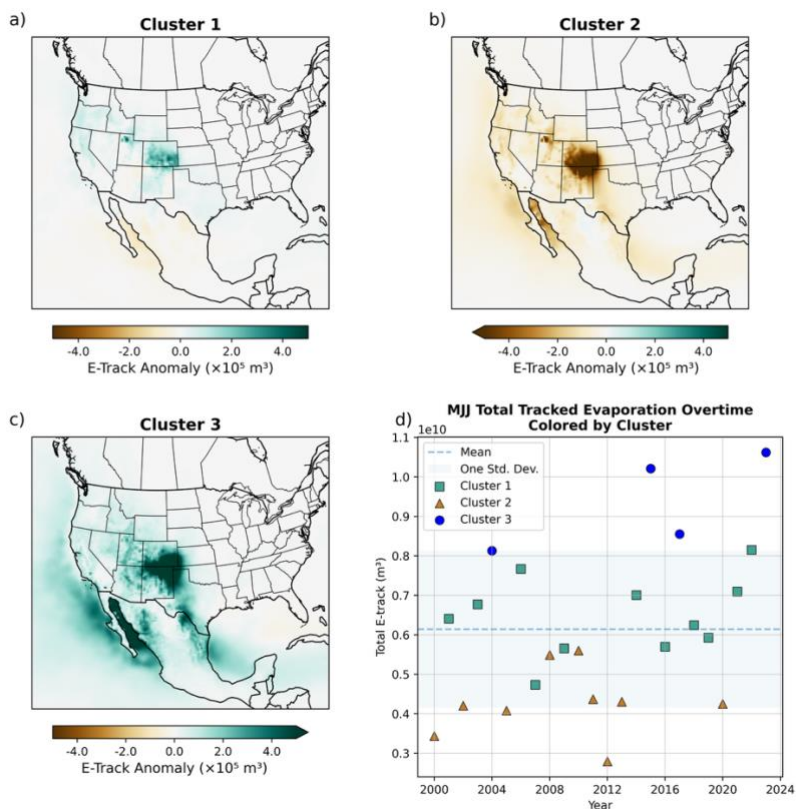 a)
Cluster 1
-4.0 -2.0 0.0 2.0 4.0
E-Track Anomaly (×10⁵ m³)
b)
Cluster 2
-4.0 -2.0 0.0 2.0 4.0
E-Track Anomaly (×10⁵ m³)
c)
Cluster 3
-4.0 -2.0 0.0 2.0 4.0
E-Track Anomaly (×10⁵ m³)
d)
MJJ Total Tracked Evaporation Overtime
Colored by Cluster
1e10
Mean
One Std. Dev.
Cluster 1
Cluster 2
Cluster 3
1.1
1.0
0.9
0.8
0.7
0.6
0.5
0.4
0.3
Total E-track (m³)
2000 2004 2008 2012 2016 2020 2024
Year